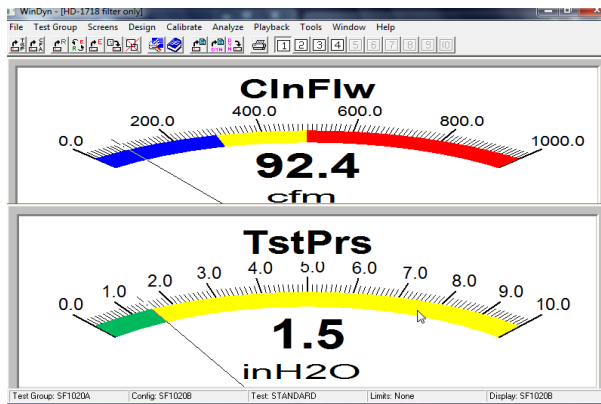 WinDyn - [HD-1718 filter only]
File Test Group Screens Design Calibrate Analyze Playback Tools Window Help
1 2 3 4 5 6 7 8 9 10
ClnFlw
0.0 200.0 400.0 600.0 800.0 1000.0
92.4
cfm
TstPrs
0.0 1.0 2.0 3.0 4.0 5.0 6.0 7.0 8.0 9.0 10.0
1.5
inH2O
Test Group: SF1020A Config: SF1020B Test: STANDARD Limits: None Display: SF1020B